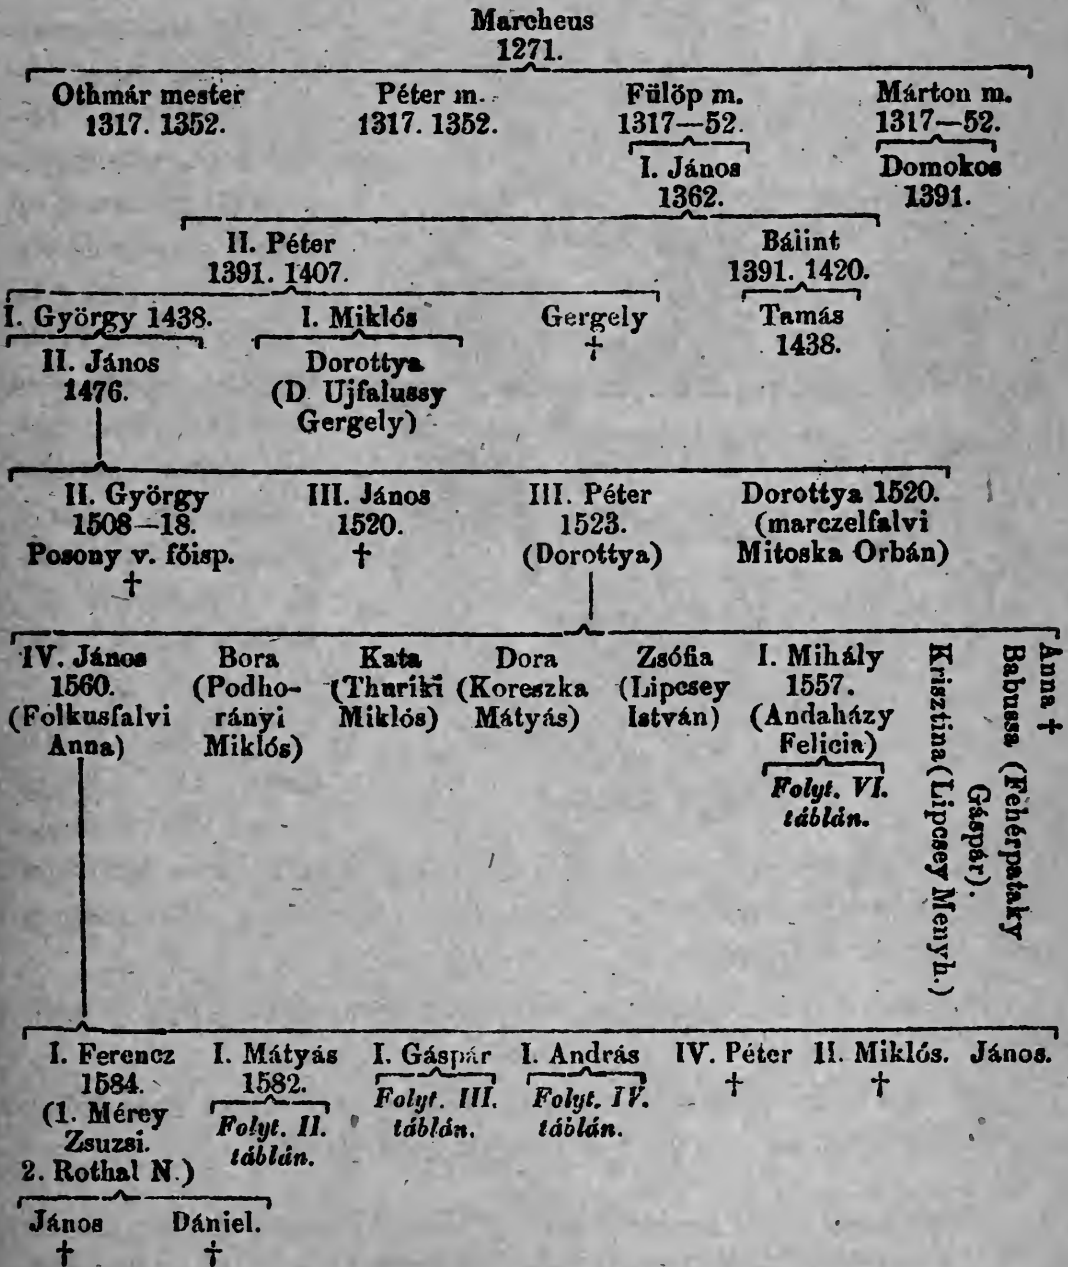 Marcheus
1271.
Othmár mester Péter m. Fülöp m. Márton m.
1317. 1352. 1317. 1352. 1317—52. 1317—52.
I. János Domokos
1362. 1391.
II. Péter Bálint
1391. 1407. 1391. 1420.
I. György 1438. I. Miklós Gergely Tamás
† 1438.
II. János Dorottya
1476. (D Ujfalussy
Gergely)
II. György III. János III. Péter Dorottya 1520.
1508—18. 1520. 1523. (marczelfalvi
Posony v. főisp. † (Dorottya) Mitoska Orbán)
†
IV. János Bora Kata Dora Zsófia I. Mihály
1560. (Podho- (Thuriki (Koreszka (Lipcsey 1557.
(Folkusfalvi rányi Miklós) Mátyás) István) (Andaházy
Anna) Miklós) Felicia)
Folyt. VI.
táblán.
Krisztina (Lipcsey Menyh.)
Babussa (Fehérpataky
Gáspár).
Anna †
I. Ferencz I. Mátyás I. Gáspár I. András IV. Péter II. Miklós. János.
1584. 1582. Folyt. III. Folyt. IV. † †
(1. Mérey Folyt. II. táblán. táblán.
Zsuzsi. táblán.
2. Rothal N.)
János Dániel.
† †